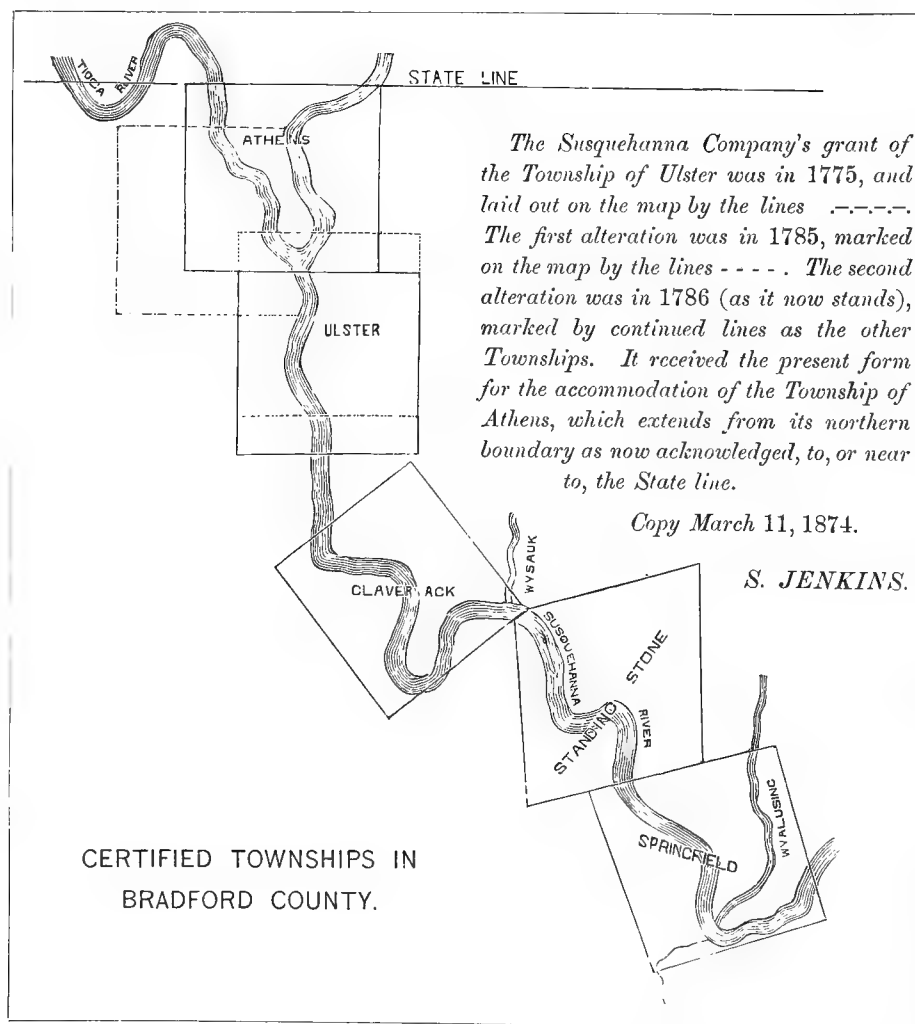 TIOGA RIVER
STATE LINE
ATHENS
The Susquehanna Company's grant of
the Township of Ulster was in 1775, and
laid out on the map by the lines .–.–.–.–.
The first alteration was in 1785, marked
on the map by the lines - - - - - . The second
alteration was in 1786 (as it now stands),
marked by continued lines as the other
Townships. It received the present form
for the accommodation of the Township of
Athens, which extends from its northern
boundary as now acknowledged, to, or near
to, the State line.
Copy March 11, 1874.
S. JENKINS.
ULSTER
CLAVERACK
WYSAUK
SUSQUEHANNA
RIVER
STANDING
STONE
SPRINGFIELD
WYALUSING
CERTIFIED TOWNSHIPS IN
BRADFORD COUNTY.